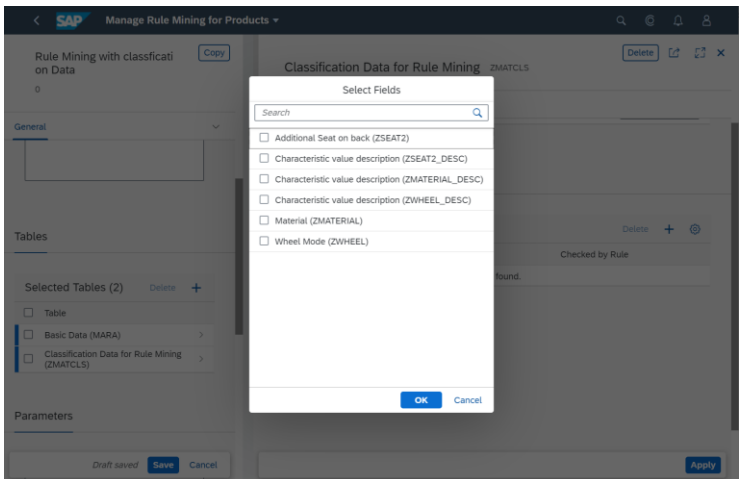 SAP Manage Rule Mining for Products
Rule Mining with classficati
on Data
Copy
0
General
Tables
Selected Tables (2) Delete
Table
Basic Data (MARA)
Classification Data for Rule Mining
(ZMATCLS)
Parameters
Draft saved Save Cancel
Classification Data for Rule Mining ZMATCLS
Delete
Delete
Checked by Rule
found.
Apply
Select Fields
Search
Additional Seat on back (ZSEAT2)
Characteristic value description (ZSEAT2_DESC)
Characteristic value description (ZMATERIAL_DESC)
Characteristic value description (ZWHEEL_DESC)
Material (ZMATERIAL)
Wheel Mode (ZWHEEL)
OK Cancel